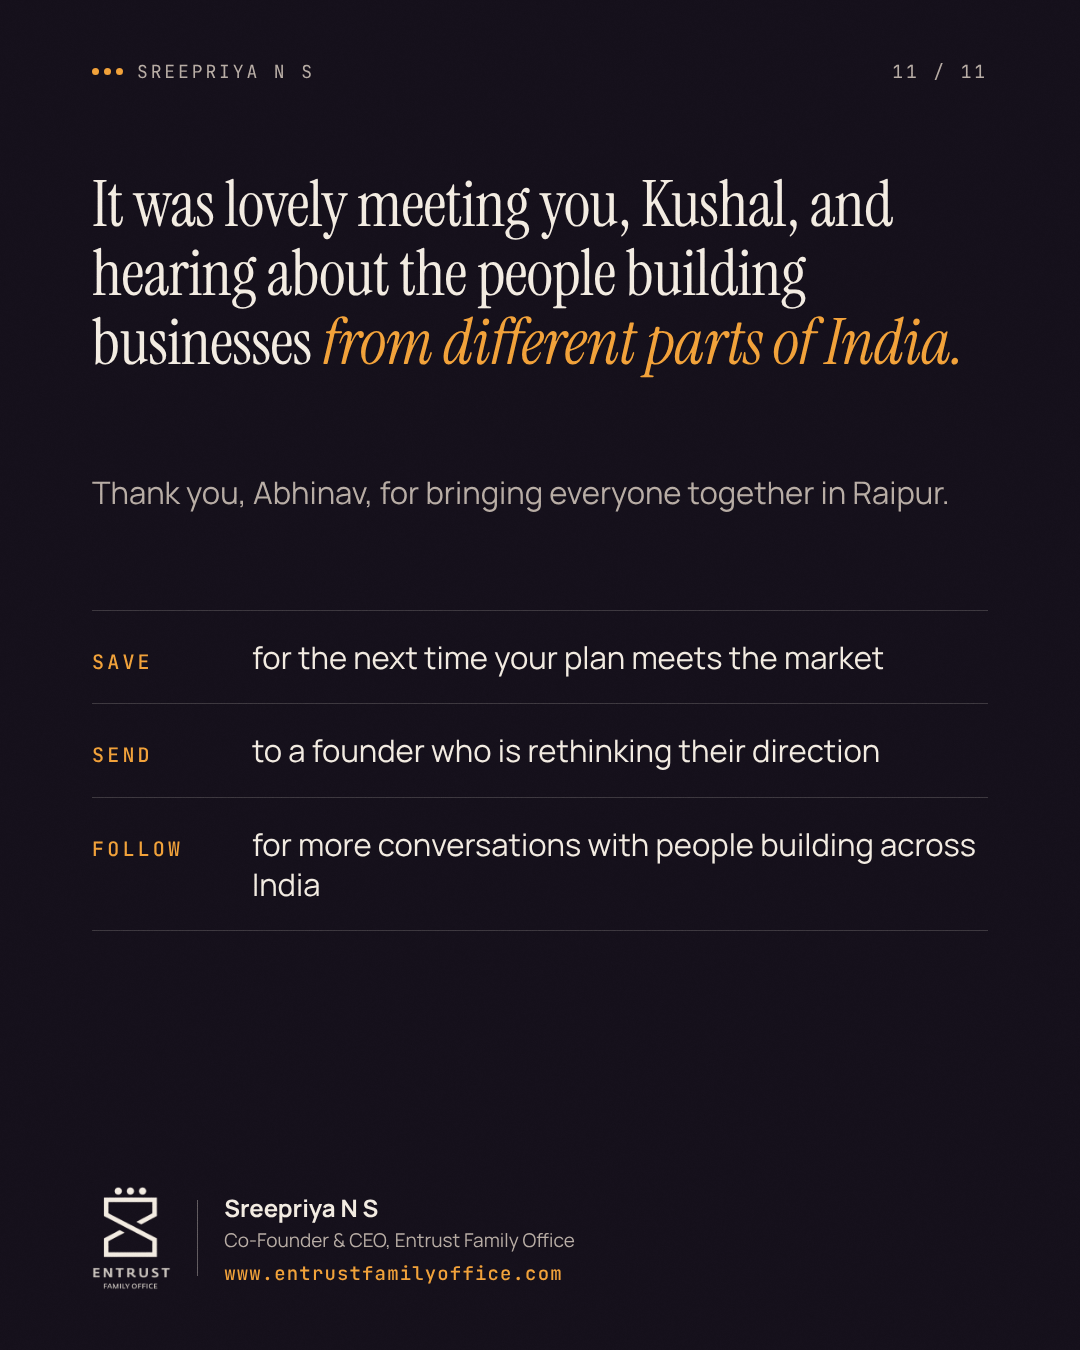 SREEPRIYA N S
11 / 11
It was lovely meeting you, Kushal, and
hearing about the people building
businesses from different parts of India.
Thank you, Abhinav, for bringing everyone together in Raipur.
SAVE for the next time your plan meets the market
SEND to a founder who is rethinking their direction
FOLLOW for more conversations with people building across
India
ENTRUST
FAMILY OFFICE
Sreepriya N S
Co-Founder & CEO, Entrust Family Office
www.entrustfamilyoffice.com